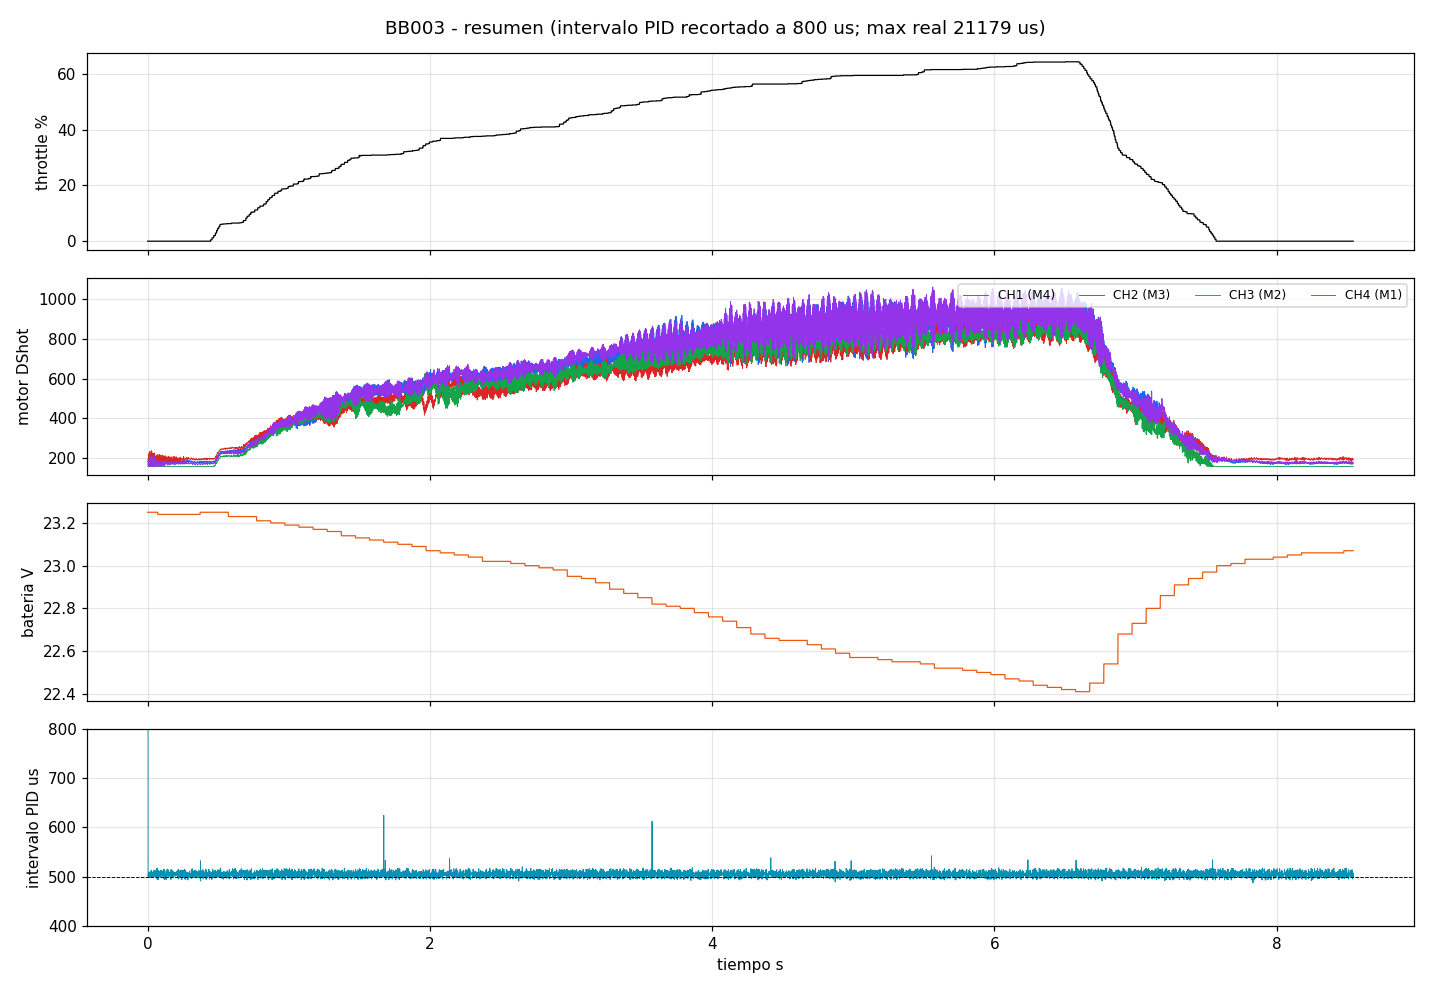 BB003 - resumen (intervalo PID recortado a 800 us; max real 21179 us)
throttle %
60
40
20
0
motor DShot
1000
800
600
400
200
CH1 (M4) CH2 (M3) CH3 (M2) CH4 (M1)
bateria V
23.2
23.0
22.8
22.6
22.4
intervalo PID us
800
700
600
500
400
0 2 4 6 8
tiempo s